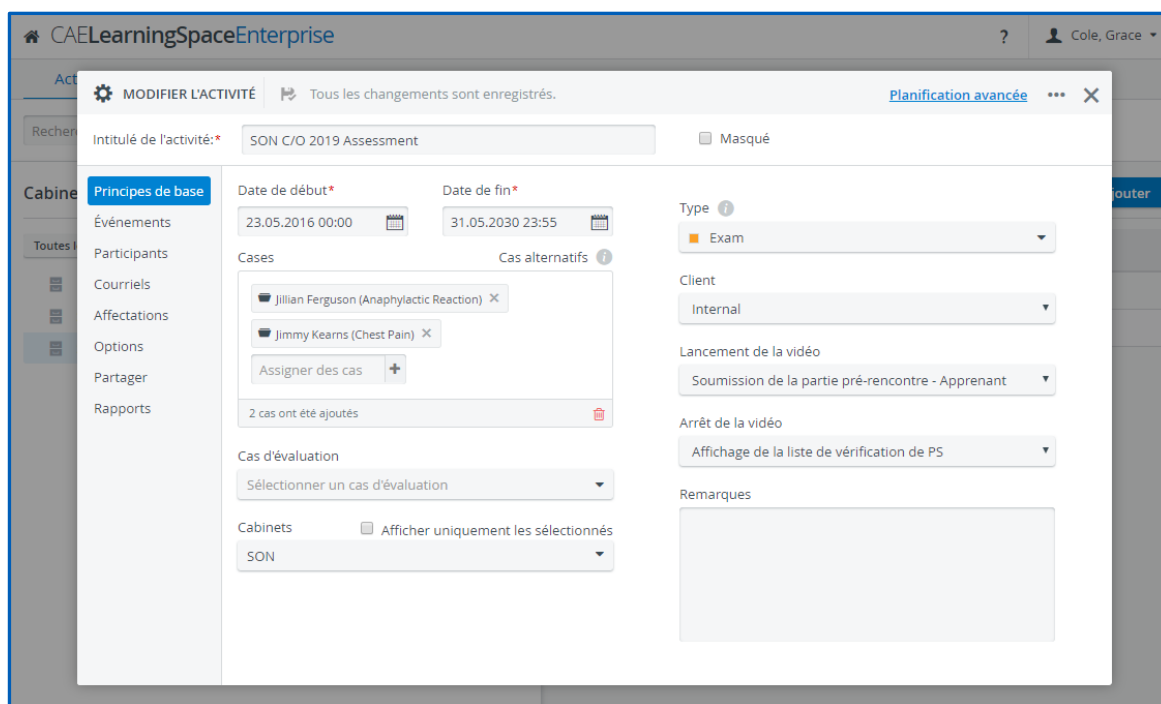 CAELearningSpaceEnterprise
? Cole, Grace
Act
MODIFIER L'ACTIVITÉ Tous les changements sont enregistrés. Planification avancée
Recher
Intitulé de l'activité:* SON C/O 2019 Assessment Masqué
Cabine
jouter
Toutes l
Principes de base
Événements
Participants
Courriels
Affectations
Options
Partager
Rapports
Date de début* Date de fin*
23.05.2016 00:00 31.05.2030 23:55
Cases Cas alternatifs
Jillian Ferguson (Anaphylactic Reaction)
Jimmy Kearns (Chest Pain)
Assigner des cas
2 cas ont été ajoutés
Cas d'évaluation
Sélectionner un cas d'évaluation
Cabinets Afficher uniquement les sélectionnés
SON
Type
Exam
Client
Internal
Lancement de la vidéo
Soumission de la partie pré-rencontre - Apprenant
Arrêt de la vidéo
Affichage de la liste de vérification de PS
Remarques